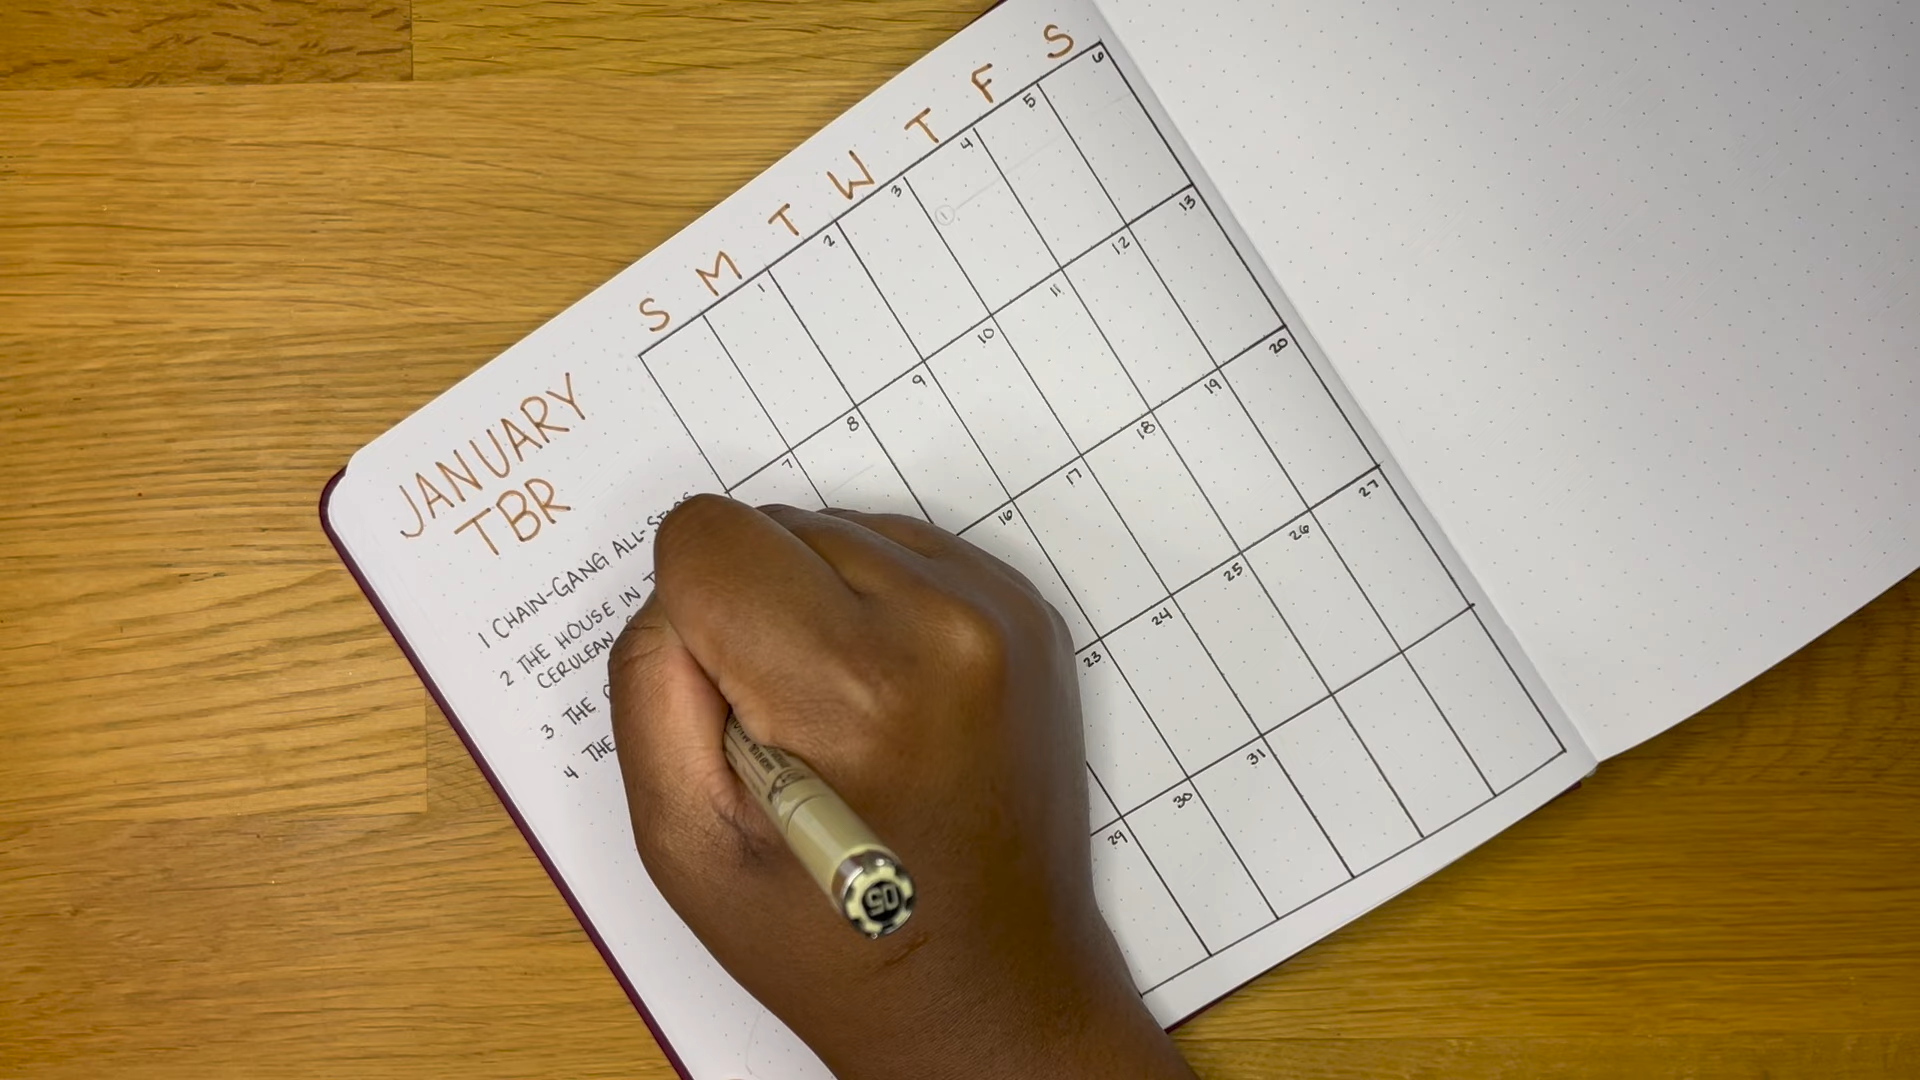 S M T W T F S
JANUARY
TBR
1 CHAIN-GANG ALL-STARS
2 THE HOUSE IN
CERULEAN
3 THE
4 THE
1 2 3 4 5 6
7 8 9 10 11 12 13
16 17 18 19 20
23 24 25 26 27
29 30 31
1
05